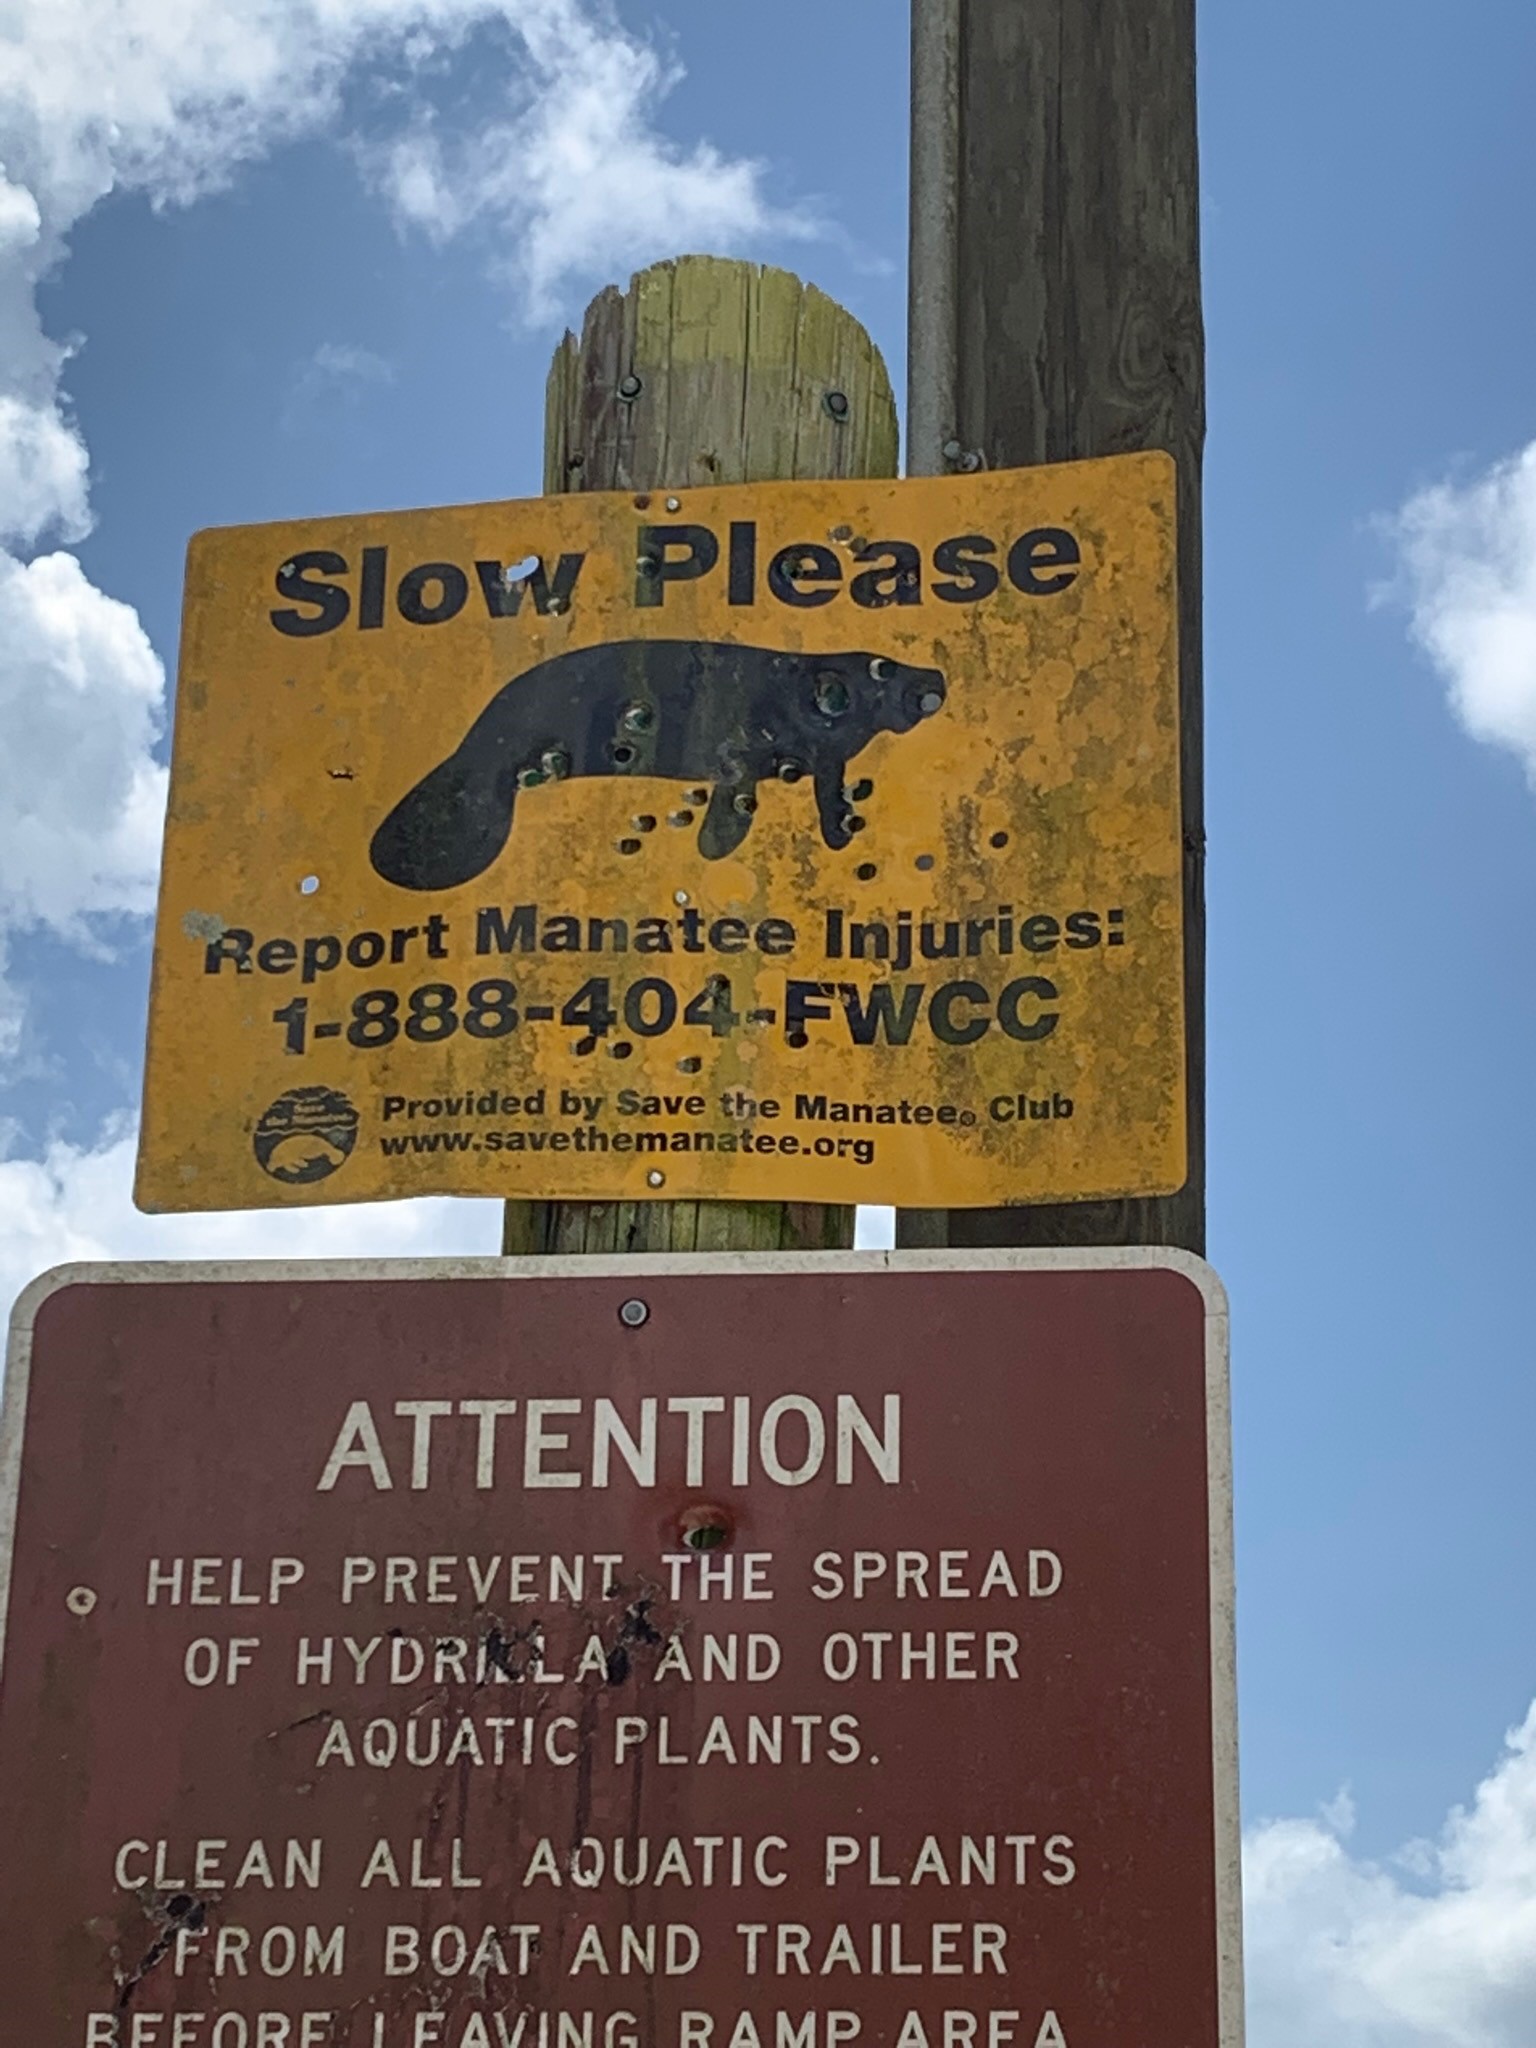 Slow Please
Report Manatee Injuries:
1-888-404-FWCC
Provided by Save the Manatee® Club
www.savethemanatee.org
ATTENTION
HELP PREVENT THE SPREAD
OF HYDRILLA AND OTHER
AQUATIC PLANTS.
CLEAN ALL AQUATIC PLANTS
FROM BOAT AND TRAILER
BEFORE LEAVING RAMP AREA